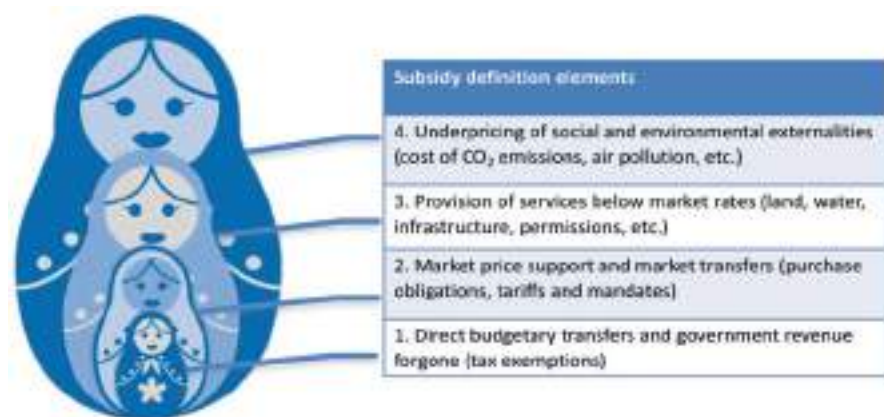 Subsidy definition elements
4. Underpricing of social and environmental externalities
(cost of CO₂ emissions, air pollution, etc.)
3. Provision of services below market rates (land, water,
infrastructure, permissions, etc.)
2. Market price support and market transfers (purchase
obligations, tariffs and mandates)
1. Direct budgetary transfers and government revenue
forgone (tax exemptions)